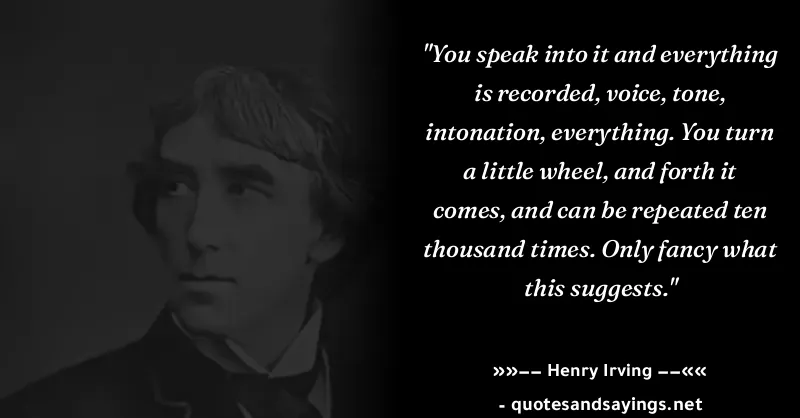 "You speak into it and everything
is recorded, voice, tone,
intonation, everything. You turn
a little wheel, and forth it
comes, and can be repeated ten
thousand times. Only fancy what
this suggests."
»»–– Henry Irving ––««
- quotesandsayings.net